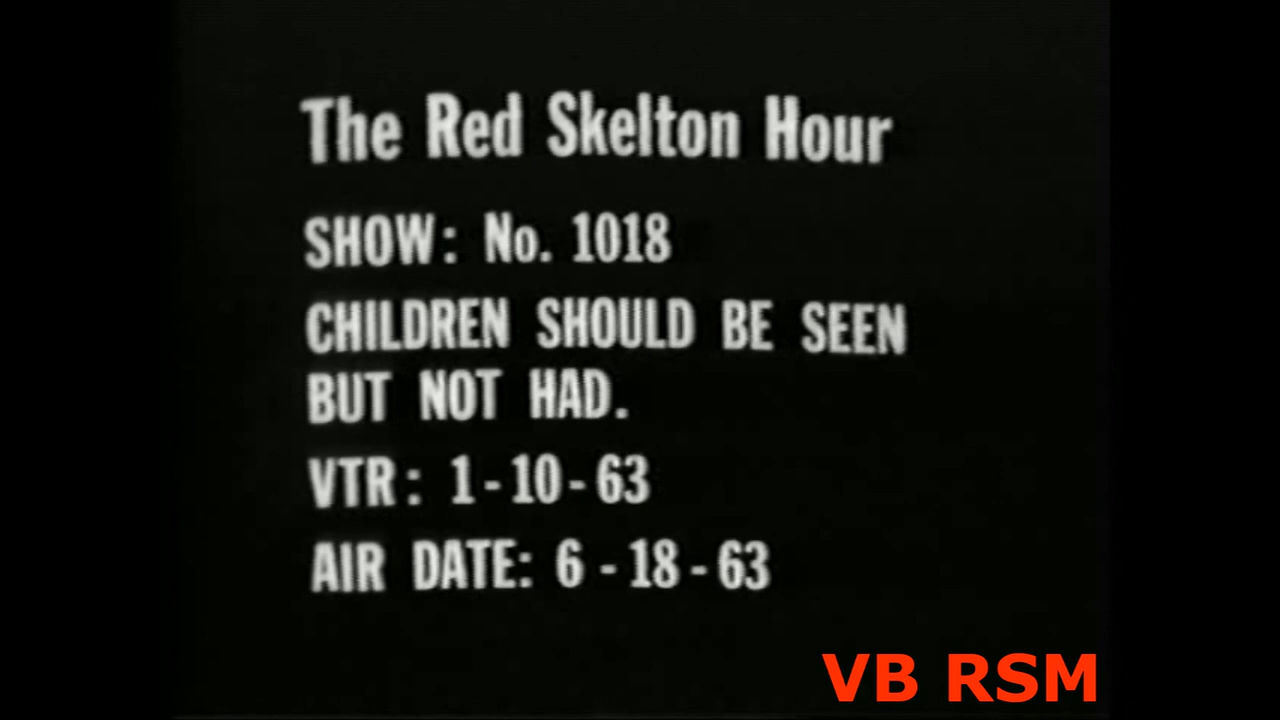 The Red Skelton Hour
SHOW: No. 1018
CHILDREN SHOULD BE SEEN
BUT NOT HAD.
VTR: 1-10-63
AIR DATE: 6-18-63
VB RSM